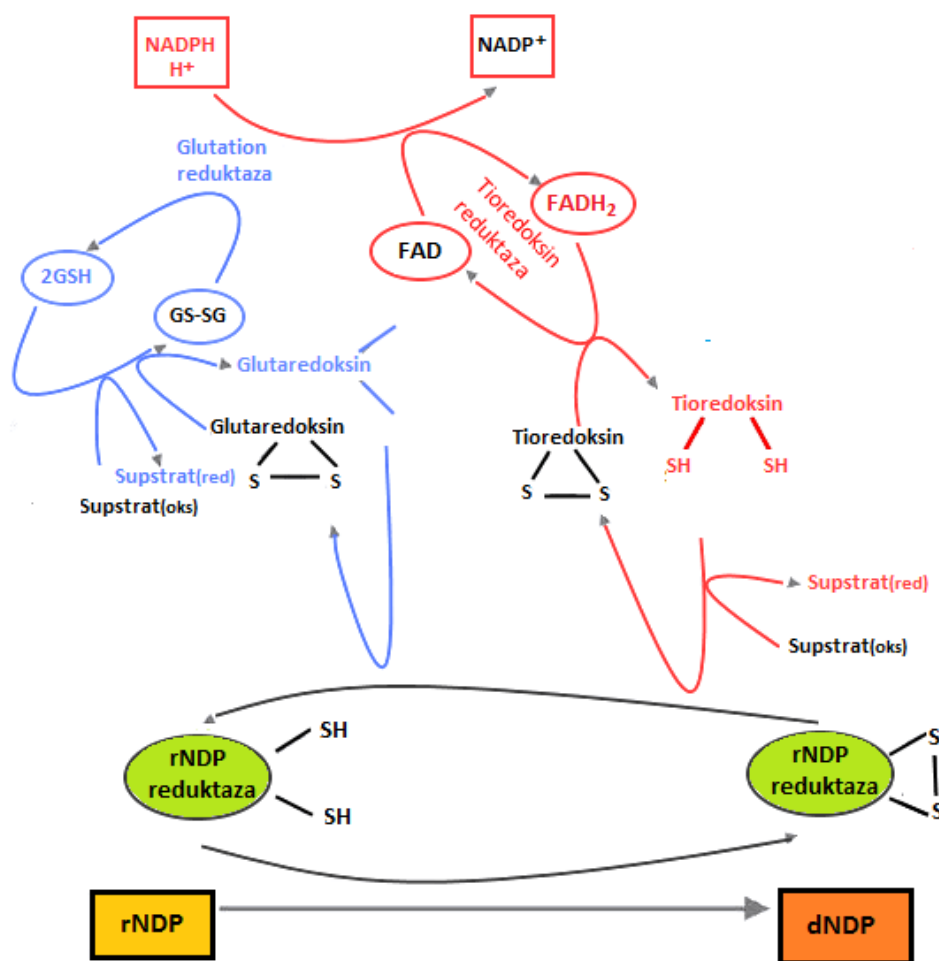 NADPH
H⁺
NADP⁺
Glutation
reduktaza
Tioredoksin
reduktaza
FADH₂
FAD
2GSH
GS-SG
Glutaredoksin
Glutaredoksin
S
S
Supstrat(red)
Supstrat(oks)
Tioredoksin
S
S
Tioredoksin
SH
SH
Supstrat(red)
Supstrat(oks)
rNDP
reduktaza
SH
SH
rNDP
reduktaza
S
S
rNDP
dNDP